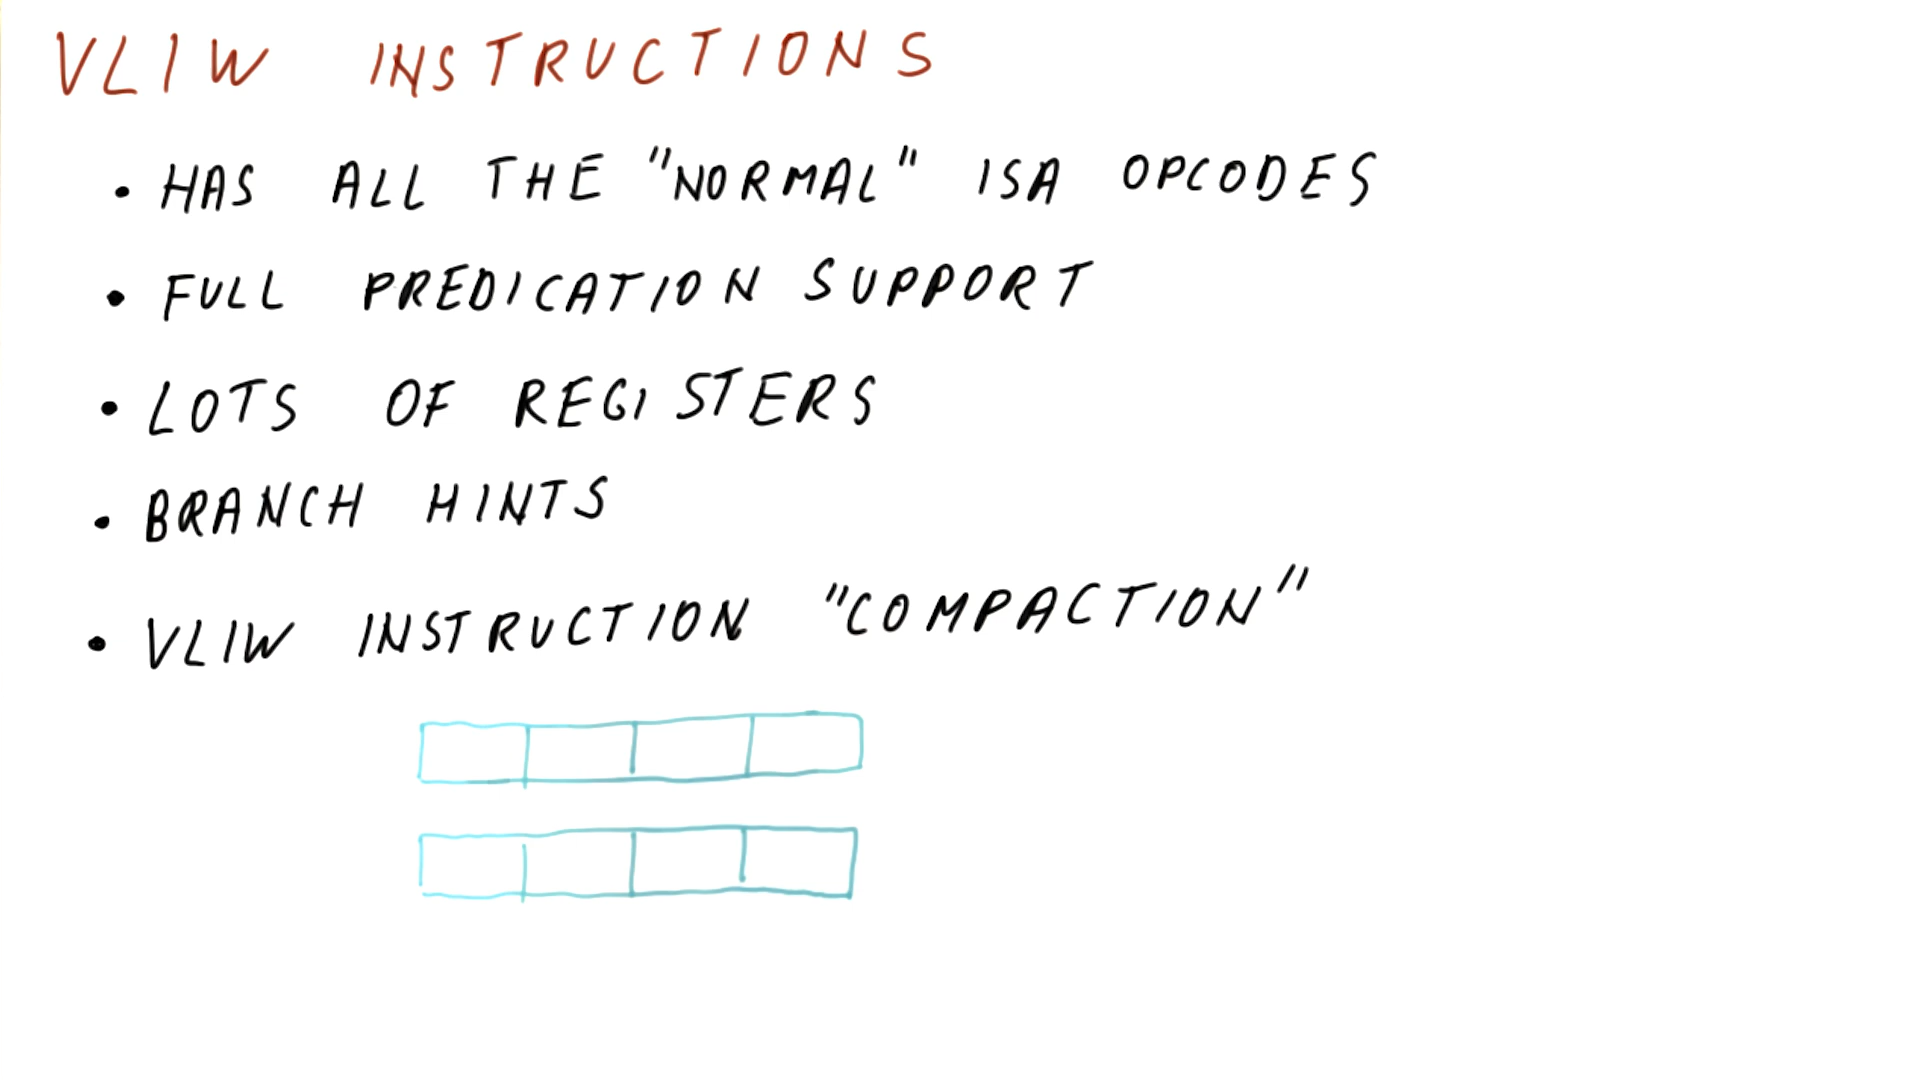 VLIW INSTRUCTIONS
• HAS ALL THE "NORMAL" ISA OPCODES
• FULL PREDICATION SUPPORT
• LOTS OF REGISTERS
• BRANCH HINTS
• VLIW INSTRUCTION "COMPACTION"